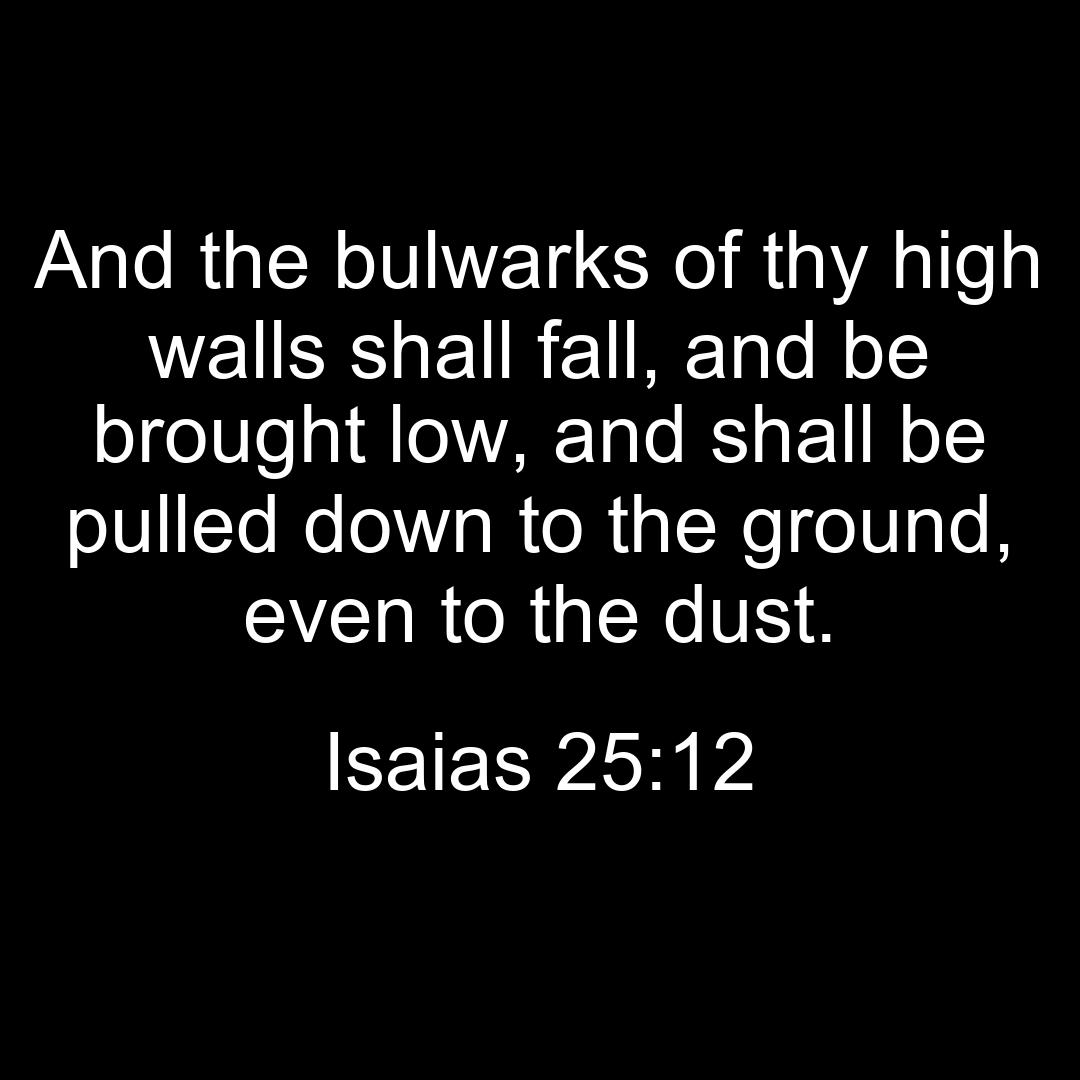 And the bulwarks of thy high
walls shall fall, and be
brought low, and shall be
pulled down to the ground,
even to the dust.
Isaias 25:12